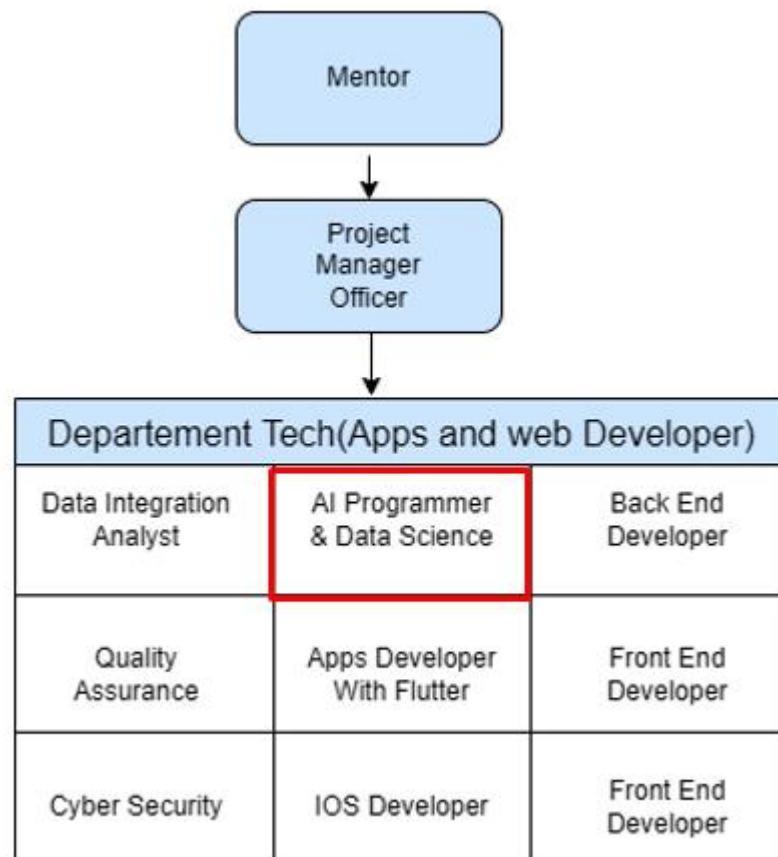 Mentor
Project
Manager
Officer
Departement Tech(Apps and web Developer)
Data Integration
Analyst
AI Programmer
& Data Science
Back End
Developer
Quality
Assurance
Apps Developer
With Flutter
Front End
Developer
Cyber Security
IOS Developer
Front End
Developer